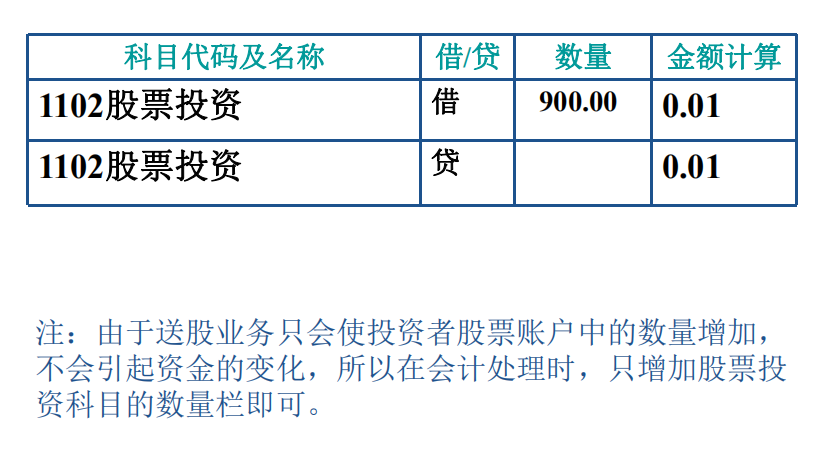 科目代码及名称 借/贷 数量 金额计算
1102股票投资 借 900.00 0.01
1102股票投资 贷 0.01
注：由于送股业务只会使投资者股票账户中的数量增加，
不会引起资金的变化，所以在会计处理时，只增加股票投
资科目的数量栏即可。